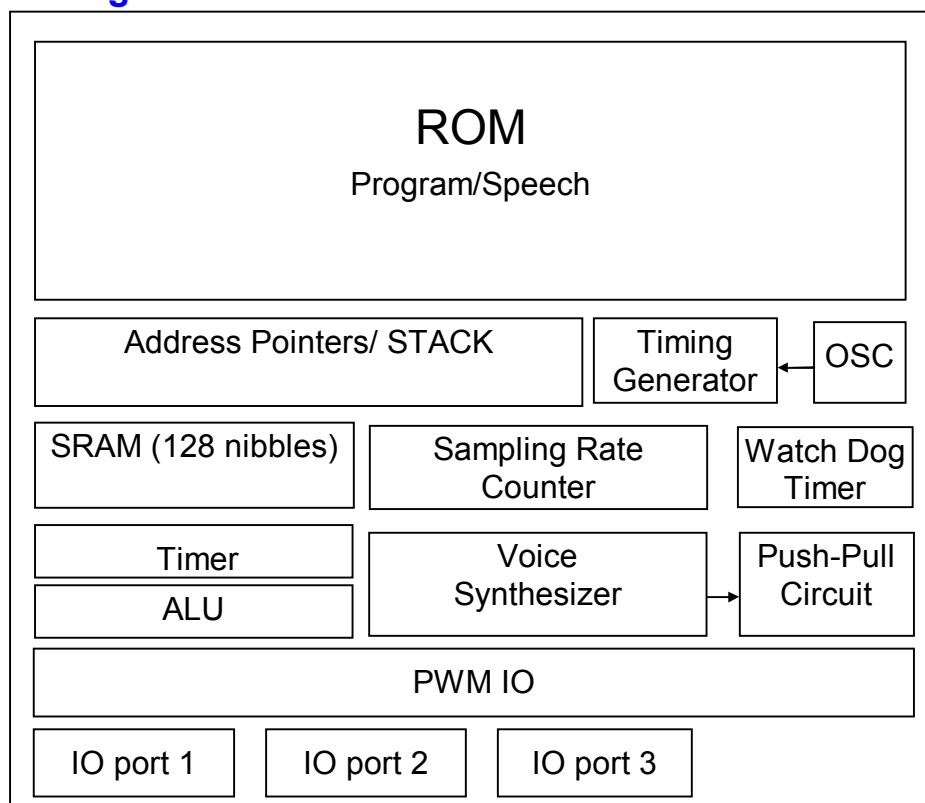 ROM
Program/Speech
Address Pointers/ STACK
Timing
Generator
OSC
SRAM (128 nibbles)
Sampling Rate
Counter
Watch Dog
Timer
Timer
ALU
Voice
Synthesizer
Push-Pull
Circuit
PWM IO
IO port 1
IO port 2
IO port 3